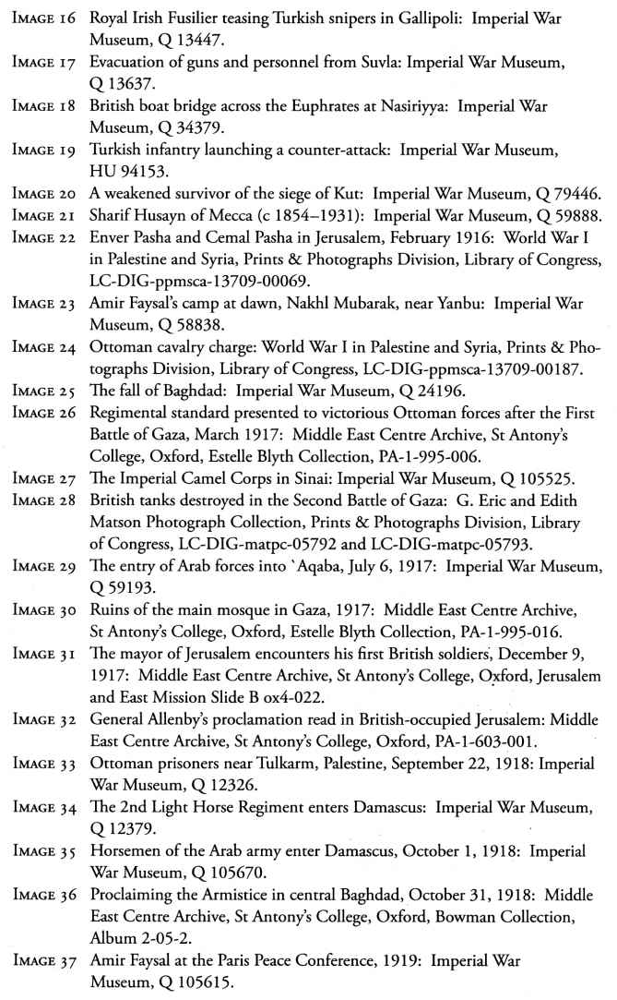 IMAGE 16 Royal Irish Fusilier teasing Turkish snipers in Gallipoli: Imperial War
Museum, Q 13447.
IMAGE 17 Evacuation of guns and personnel from Suvla: Imperial War Museum,
Q 13637.
IMAGE 18 British boat bridge across the Euphrates at Nasiriyya: Imperial War
Museum, Q 34379.
IMAGE 19 Turkish infantry launching a counter-attack: Imperial War Museum,
HU 94153.
IMAGE 20 A weakened survivor of the siege of Kut: Imperial War Museum, Q 79446.
IMAGE 21 Sharif Husayn of Mecca (c 1854–1931): Imperial War Museum, Q 59888.
IMAGE 22 Enver Pasha and Cemal Pasha in Jerusalem, February 1916: World War I
in Palestine and Syria, Prints & Photographs Division, Library of Congress,
LC-DIG-ppmsca-13709-00069.
IMAGE 23 Amir Faysal's camp at dawn, Nakhl Mubarak, near Yanbu: Imperial War
Museum, Q 58838.
IMAGE 24 Ottoman cavalry charge: World War I in Palestine and Syria, Prints & Pho-
tographs Division, Library of Congress, LC-DIG-ppmsca-13709-00187.
IMAGE 25 The fall of Baghdad: Imperial War Museum, Q 24196.
IMAGE 26 Regimental standard presented to victorious Ottoman forces after the First
Battle of Gaza, March 1917: Middle East Centre Archive, St Antony's
College, Oxford, Estelle Blyth Collection, PA-1-995-006.
IMAGE 27 The Imperial Camel Corps in Sinai: Imperial War Museum, Q 105525.
IMAGE 28 British tanks destroyed in the Second Battle of Gaza: G. Eric and Edith
Matson Photograph Collection, Prints & Photographs Division, Library
of Congress, LC-DIG-matpc-05792 and LC-DIG-matpc-05793.
IMAGE 29 The entry of Arab forces into ʽAqaba, July 6, 1917: Imperial War Museum,
Q 59193.
IMAGE 30 Ruins of the main mosque in Gaza, 1917: Middle East Centre Archive,
St Antony's College, Oxford, Estelle Blyth Collection, PA-1-995-016.
IMAGE 31 The mayor of Jerusalem encounters his first British soldiers, December 9,
1917: Middle East Centre Archive, St Antony's College, Oxford, Jerusalem
and East Mission Slide B ox4-022.
IMAGE 32 General Allenby's proclamation read in British-occupied Jerusalem: Middle
East Centre Archive, St Antony's College, Oxford, PA-1-603-001.
IMAGE 33 Ottoman prisoners near Tulkarm, Palestine, September 22, 1918: Imperial
War Museum, Q 12326.
IMAGE 34 The 2nd Light Horse Regiment enters Damascus: Imperial War Museum,
Q 12379.
IMAGE 35 Horsemen of the Arab army enter Damascus, October 1, 1918: Imperial
War Museum, Q 105670.
IMAGE 36 Proclaiming the Armistice in central Baghdad, October 31, 1918: Middle
East Centre Archive, St Antony's College, Oxford, Bowman Collection,
Album 2-05-2.
IMAGE 37 Amir Faysal at the Paris Peace Conference, 1919: Imperial War
Museum, Q 105615.